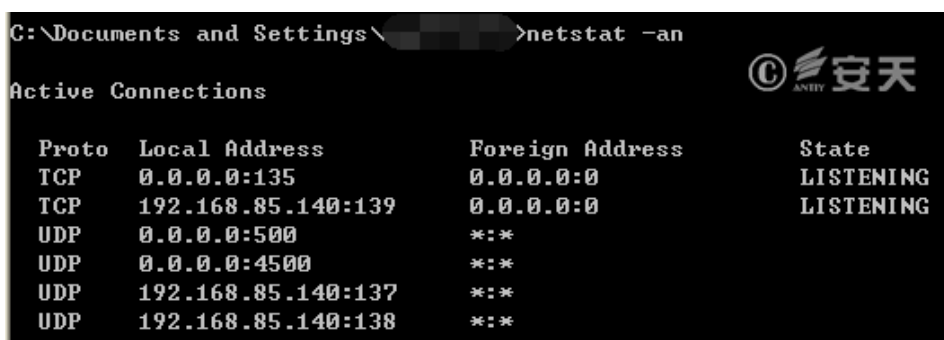 C:\Documents and Settings\ >netstat -an
© ANTIY 安天
Active Connections
Proto Local Address Foreign Address State
TCP 0.0.0.0:135 0.0.0.0:0 LISTENING
TCP 192.168.85.140:139 0.0.0.0:0 LISTENING
UDP 0.0.0.0:500 *:*
UDP 0.0.0.0:4500 *:*
UDP 192.168.85.140:137 *:*
UDP 192.168.85.140:138 *:*